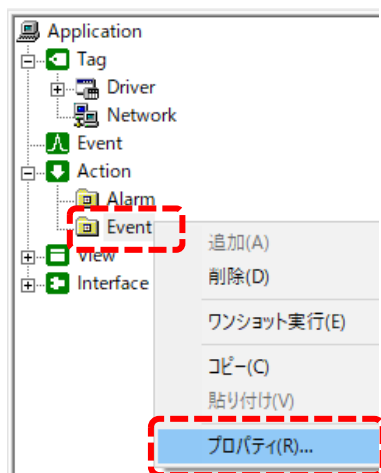 Application
Tag
Driver
Network
Event
Action
Alarm
Event
View
Interface
追加(A)
削除(D)
ワンショット実行(E)
コピー(C)
貼り付け(V)
プロパティ(R)...